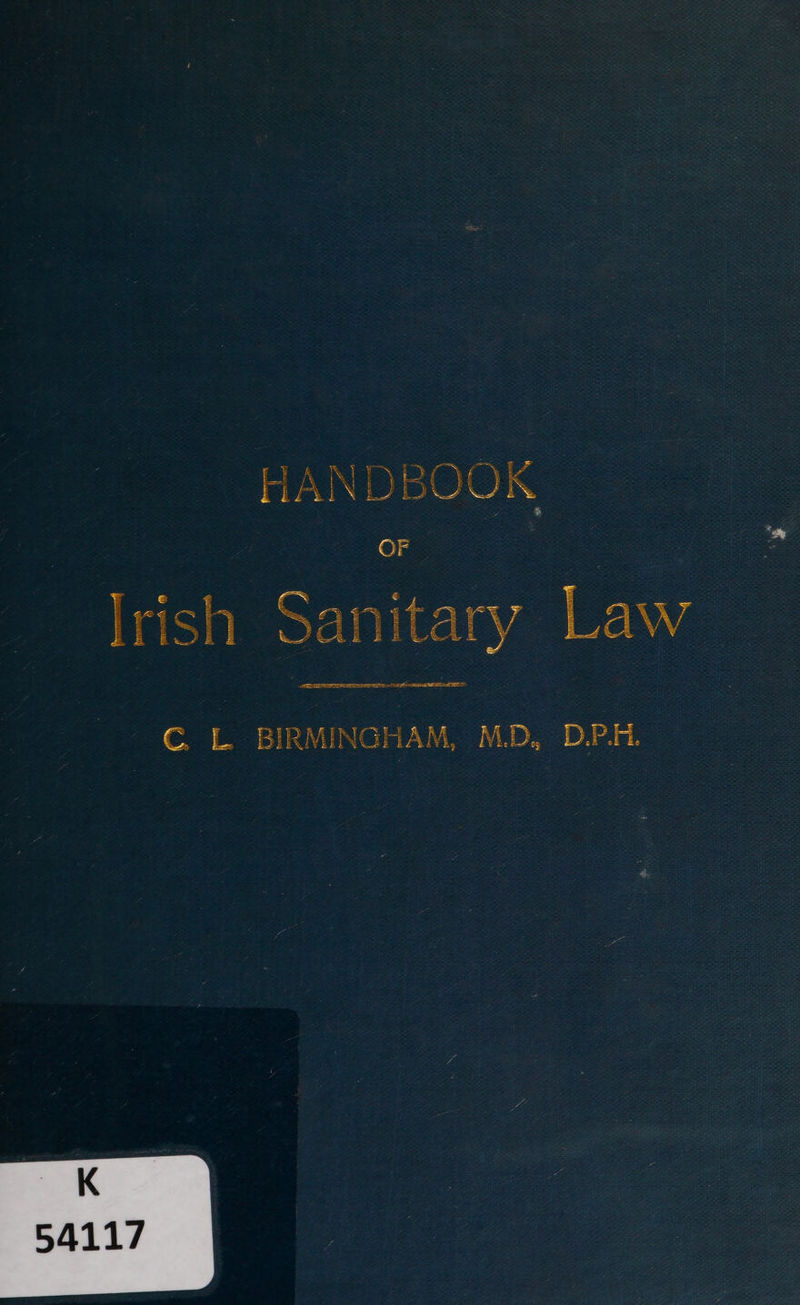 HANDBOOK
OF
Irish Sanitary Law
C. L. BIRMINGHAM, M.D., D.P.H.
K
54117